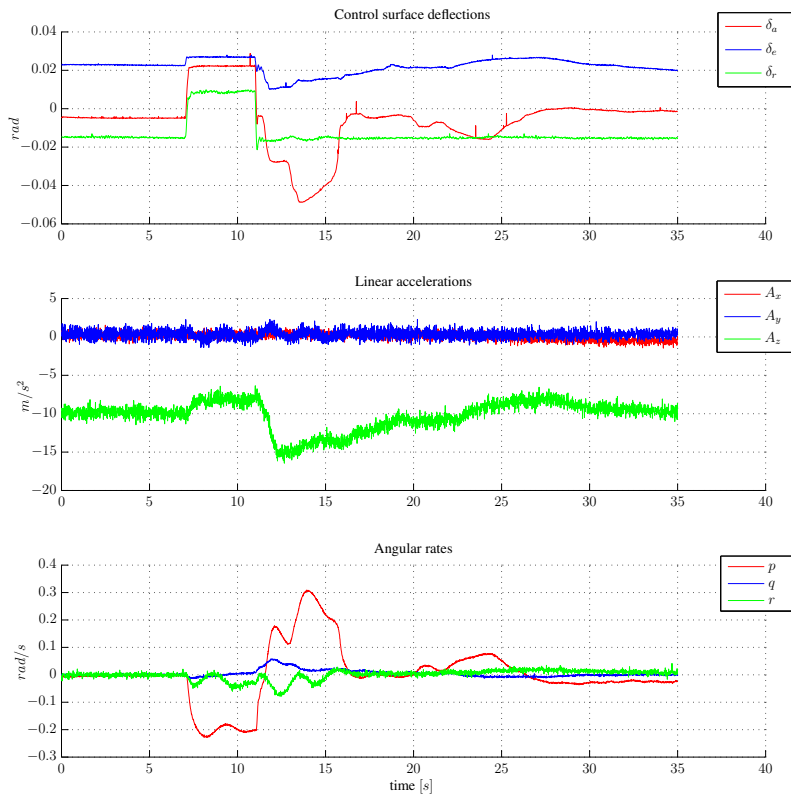 Control surface deflections
δa
δe
δr
0.04
0.02
0
−0.02
−0.04
−0.06
rad
0 5 10 15 20 25 30 35 40
Linear accelerations
Ax
Ay
Az
5
0
−5
−10
−15
−20
m/s²
0 5 10 15 20 25 30 35 40
Angular rates
p
q
r
0.4
0.3
0.2
0.1
0
−0.1
−0.2
−0.3
rad/s
0 5 10 15 20 25 30 35 40
time [s]